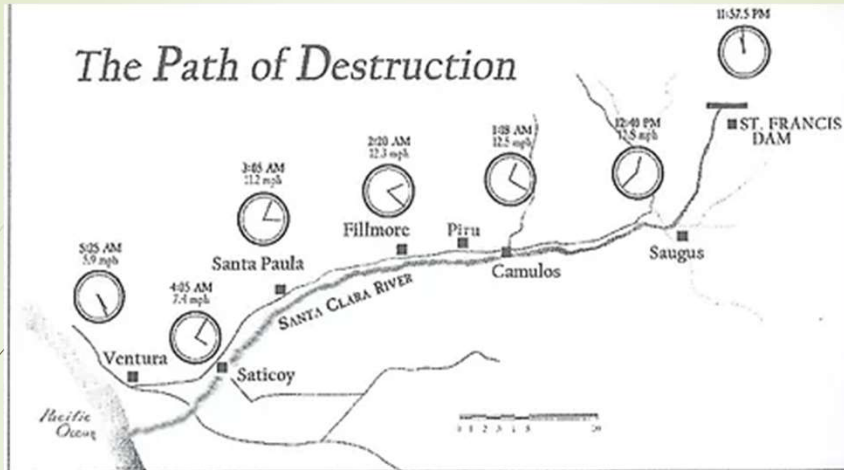 11:57.5 PM
The Path of Destruction
ST. FRANCIS
DAM
12:40 PM
1:08 AM
12.5 mph
2:20 AM
12.3 mph
3:05 AM
11.2 mph
5:25 AM
5.9 mph
4:05 AM
7.4 mph
Fillmore
Piru
Saugus
Camulos
Santa Paula
SANTA CLARA RIVER
Ventura
Saticoy
Pacific
Ocean